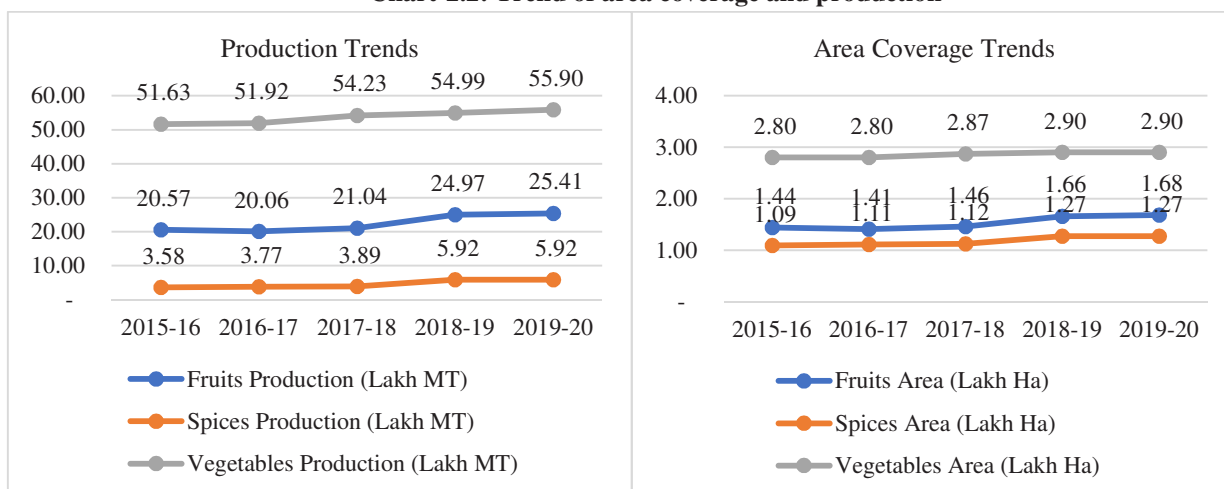 Production Trends
51.63 51.92 54.23 54.99 55.90
60.00
50.00
40.00
30.00
20.57 20.06 21.04 24.97 25.41
20.00
10.00
3.58 3.77 3.89 5.92 5.92
-
2015-16 2016-17 2017-18 2018-19 2019-20
Fruits Production (Lakh MT)
Spices Production (Lakh MT)
Vegetables Production (Lakh MT)
Area Coverage Trends
4.00
2.80 2.80 2.87 2.90 2.90
3.00
2.00
1.44 1.41 1.46 1.66 1.68
1.09 1.11 1.12 1.27 1.27
1.00
-
2015-16 2016-17 2017-18 2018-19 2019-20
Fruits Area (Lakh Ha)
Spices Area (Lakh Ha)
Vegetables Area (Lakh Ha)